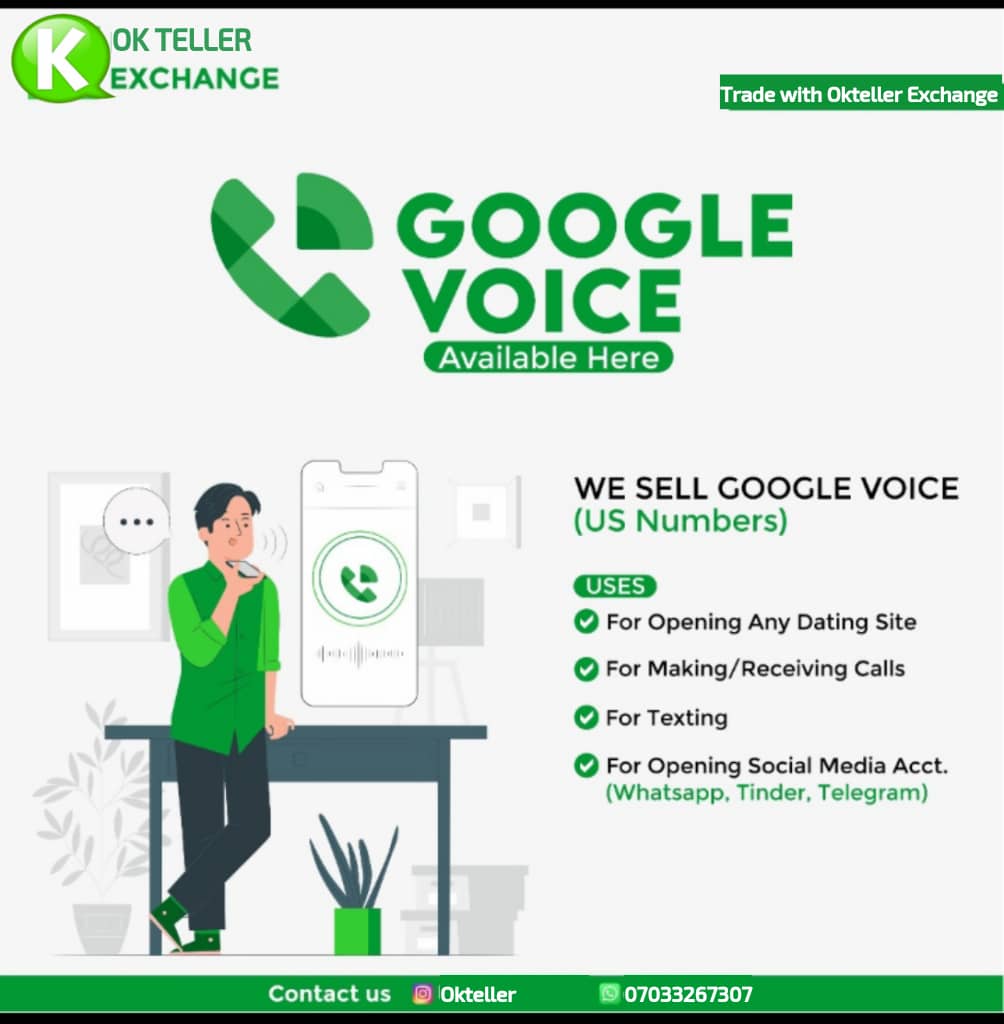 K OK TELLER
EXCHANGE
Trade with Okteller Exchange
GOOGLE
VOICE
Available Here
WE SELL GOOGLE VOICE
(US Numbers)
USES
For Opening Any Dating Site
For Making/Receiving Calls
For Texting
For Opening Social Media Acct.
(Whatsapp, Tinder, Telegram)
Contact us Okteller 07033267307